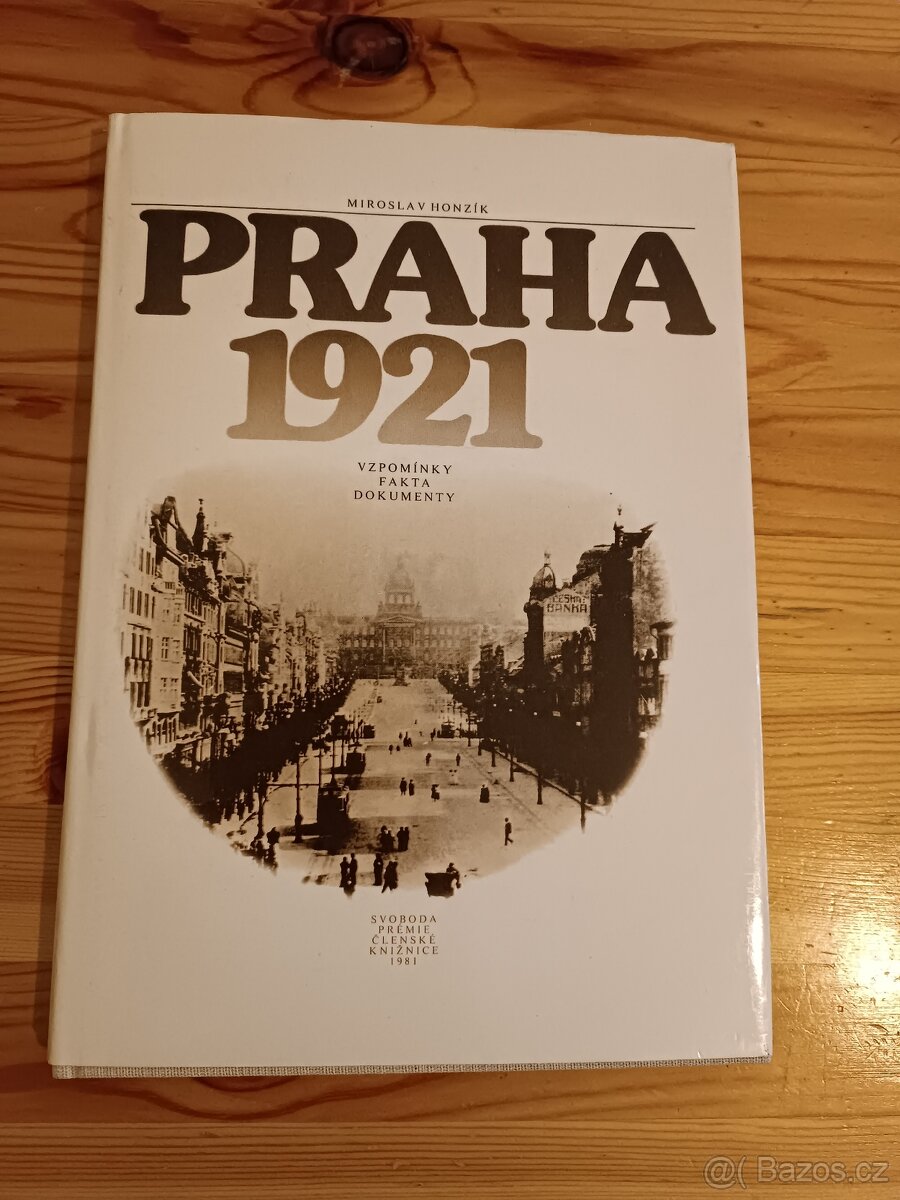 MIROSLAV HONZÍK
PRAHA
1921
VZPOMÍNKY
FAKTA
DOKUMENTY
ČESKÁ
BANKA
SVOBODA
PRÉMIE
ČLENSKÉ
KNIŽNICE
1981
@( Bazos.cz